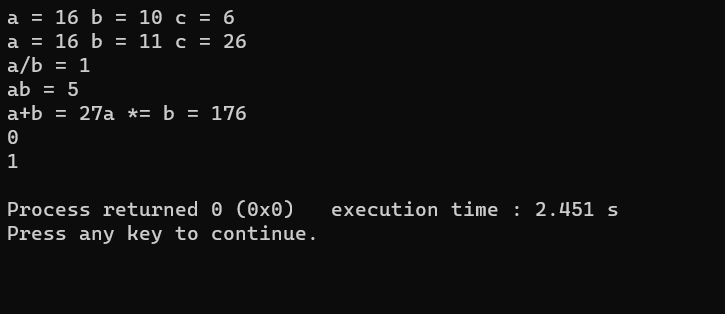 a = 16 b = 10 c = 6
a = 16 b = 11 c = 26
a/b = 1
ab = 5
a+b = 27a *= b = 176
0
1
Process returned 0 (0x0)   execution time : 2.451 s
Press any key to continue.